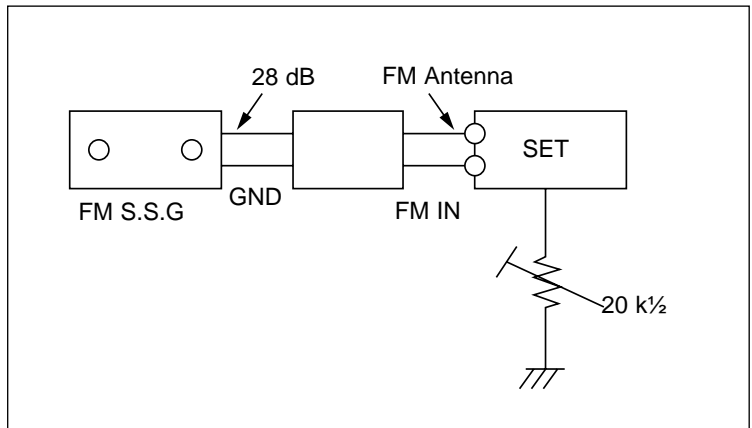 28 dB
FM Antenna
SET
FM S.S.G
GND
FM IN
20 k½